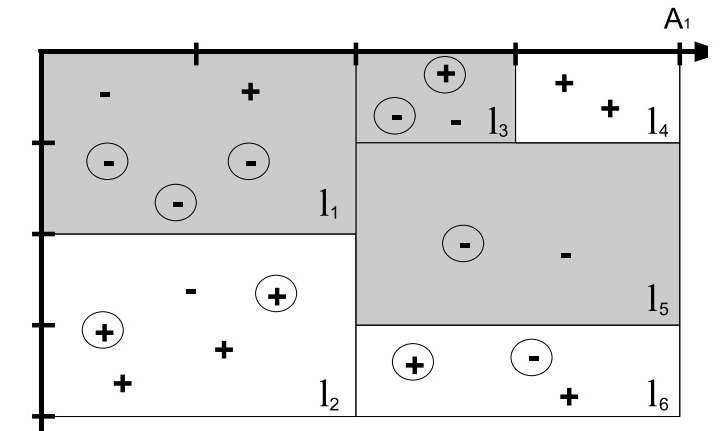 A₁
- +
+
- -
l₃
+
+
l₄
- -
-
l₁
- -
l₅
- +
+ +
+
l₂
+ -
+
l₆